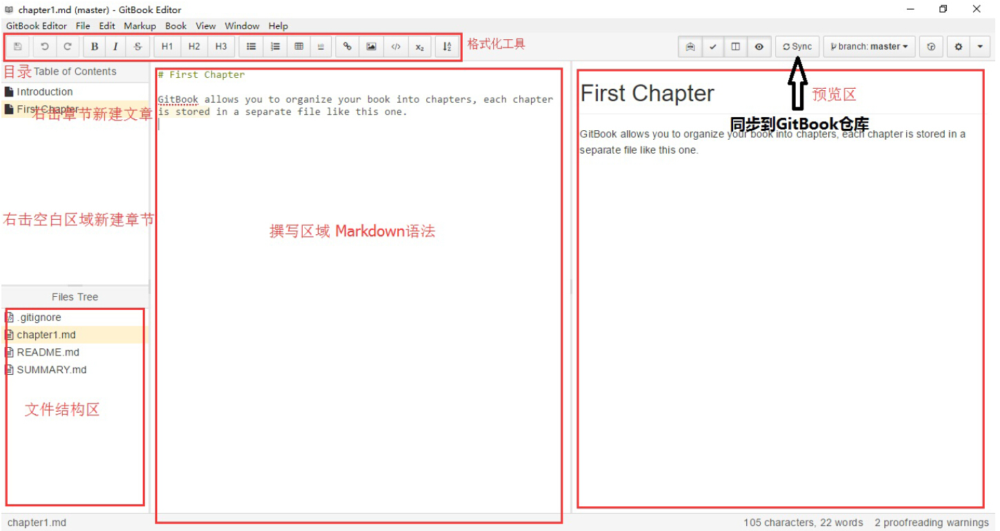 chapter1.md (master) - GitBook Editor
GitBook Editor File Edit Markup Book View Window Help
B I S H1 H2 H3 x₂ 格式化工具 Sync branch: master
目录 Table of Contents
Introduction
First Chapter
右击章节新建文章
右击空白区域新建章节
Files Tree
.gitignore
chapter1.md
README.md
SUMMARY.md
文件结构区
# First Chapter
GitBook allows you to organize your book into chapters, each chapter
is stored in a separate file like this one.
撰写区域 Markdown语法
First Chapter
预览区
同步到GitBook仓库
GitBook allows you to organize your book into chapters, each chapter is stored in a
separate file like this one.
chapter1.md
105 characters, 22 words 2 proofreading warnings